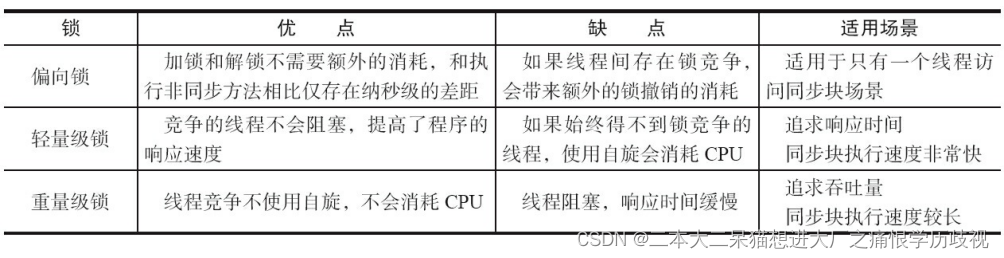 锁 优 点 缺 点 适用场景
偏向锁
加锁和解锁不需要额外的消耗，和执
行非同步方法相比仅存在纳秒级的差距
如果线程间存在锁竞争，
会带来额外的锁撤销的消耗
适用于只有一个线程访
问同步块场景
轻量级锁
竞争的线程不会阻塞，提高了程序的
响应速度
如果始终得不到锁竞争的
线程，使用自旋会消耗 CPU
追求响应时间
同步块执行速度非常快
重量级锁
线程竞争不使用自旋，不会消耗 CPU
线程阻塞，响应时间缓慢
追求吞吐量
同步块执行速度较长
CSDN @二本大二呆猫想进大厂之痛恨学历歧视